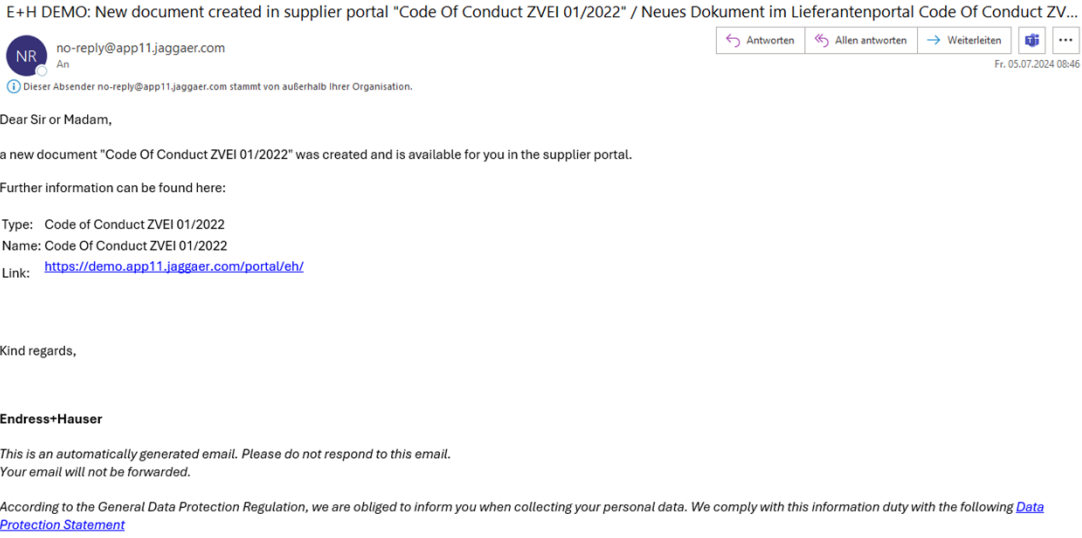 E+H DEMO: New document created in supplier portal "Code Of Conduct ZVEI 01/2022" / Neues Dokument im Lieferantenportal Code Of Conduct ZV...
NR
no-reply@app11.jaggaer.com
An
Antworten
Allen antworten
Weiterleiten
Fr. 05.07.2024 08:46
Dieser Absender no-reply@app11.jaggaer.com stammt von außerhalb Ihrer Organisation.
Dear Sir or Madam,
a new document "Code Of Conduct ZVEI 01/2022" was created and is available for you in the supplier portal.
Further information can be found here:
Type: Code of Conduct ZVEI 01/2022
Name: Code Of Conduct ZVEI 01/2022
Link: https://demo.app11.jaggaer.com/portal/eh/
Kind regards,
Endress+Hauser
This is an automatically generated email. Please do not respond to this email.
Your email will not be forwarded.
According to the General Data Protection Regulation, we are obliged to inform you when collecting your personal data. We comply with this information duty with the following Data
Protection Statement